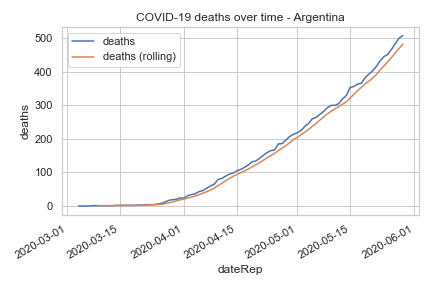 COVID-19 deaths over time - Argentina
deaths
deaths (rolling)
500
400
300
200
100
0
deaths
2020-03-01
2020-03-15
2020-04-01
2020-04-15
2020-05-01
2020-05-15
2020-06-01
dateRep